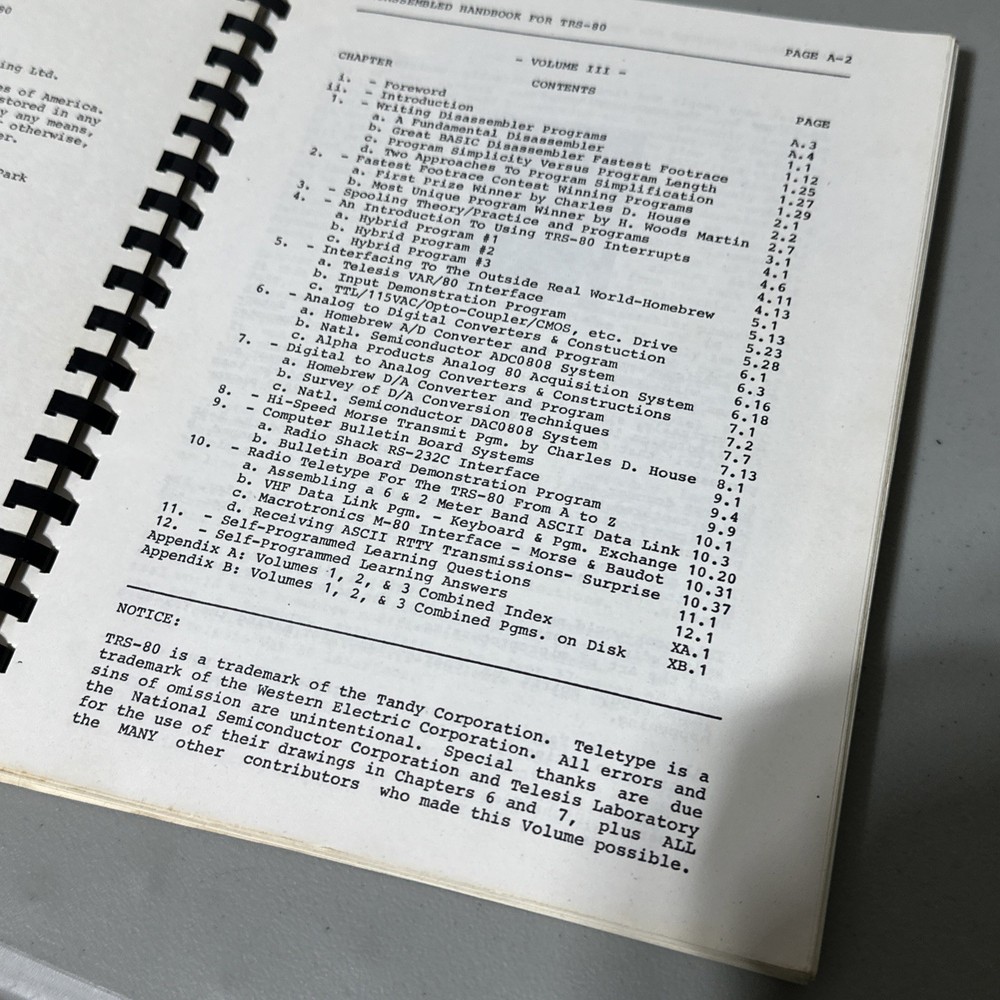 80
ing Ltd.
es of America.
stored in any
y any means,
otherwise,
er.
Park
ASSEMBLED HANDBOOK FOR TRS-80 PAGE A-2
- VOLUME III -
CHAPTER CONTENTS PAGE
i. - Foreword A.3
ii. - Introduction A.4
1. - Writing Disassembler Programs 1.1
a. A Fundamental Disassembler 1.12
b. Great BASIC Disassembler Fastest Footrace 1.25
c. Program Simplicity Versus Program Length 1.27
d. Two Approaches To Program Simplification 1.29
2. - Fastest Footrace Contest Winning Programs 2.1
a. First Prize Winner by Charles D. House 2.2
b. Most Unique Program Winner by H. Woods Martin 2.7
3. - Spooling Theory/Practice and Programs 3.1
4. - An Introduction To Using TRS-80 Interrupts 4.1
a. Hybrid Program #1 4.6
b. Hybrid Program #2 4.11
c. Hybrid Program #3 4.13
5. - Interfacing To The Outside Real World-Homebrew 5.1
a. Telesis VAR/80 Interface 5.13
b. Input Demonstration Program 5.23
c. TTL/115VAC/Opto-Coupler/CMOS, etc. Drive 5.28
6. - Analog to Digital Converters & Constuction 6.1
a. Homebrew A/D Converter and Program 6.3
b. Natl. Semiconductor ADC0808 System 6.16
c. Alpha Products Analog 80 Acquisition System 6.18
7. - Digital to Analog Converters & Constructions 7.1
a. Homebrew D/A Converter and Program 7.2
b. Survey of D/A Conversion Techniques 7.7
c. Natl. Semiconductor DAC0808 System 7.13
8. - Hi-Speed Morse Transmit Pgm. by Charles D. House 8.1
9. - Computer Bulletin Board Systems 9.1
a. Radio Shack RS-232C Interface 9.4
b. Bulletin Board Demonstration Program 9.9
10. - Radio Teletype For The TRS-80 From A to Z 10.1
a. Assembling a 6 & 2 Meter Band ASCII Data Link 10.3
b. VHF Data Link Pgm. - Keyboard & Pgm. Exchange 10.20
c. Macrotronics M-80 Interface - Morse & Baudot 10.31
d. Receiving ASCII RTTY Transmissions- Surprise 10.37
11. - Self-Programmed Learning Questions 11.1
12. - Self-Programmed Learning Answers 12.1
Appendix A: Volumes 1, 2, & 3 Combined Index XA.1
Appendix B: Volumes 1, 2, & 3 Combined Pgms. on Disk XB.1
NOTICE:
TRS-80 is a trademark of the Tandy Corporation. Teletype is a
trademark of the Western Electric Corporation. All errors and
sins of omission are unintentional. Special thanks are due
the National Semiconductor Corporation and Telesis Laboratory
for the use of their drawings in Chapters 6 and 7, plus ALL
the MANY other contributors who made this Volume possible.